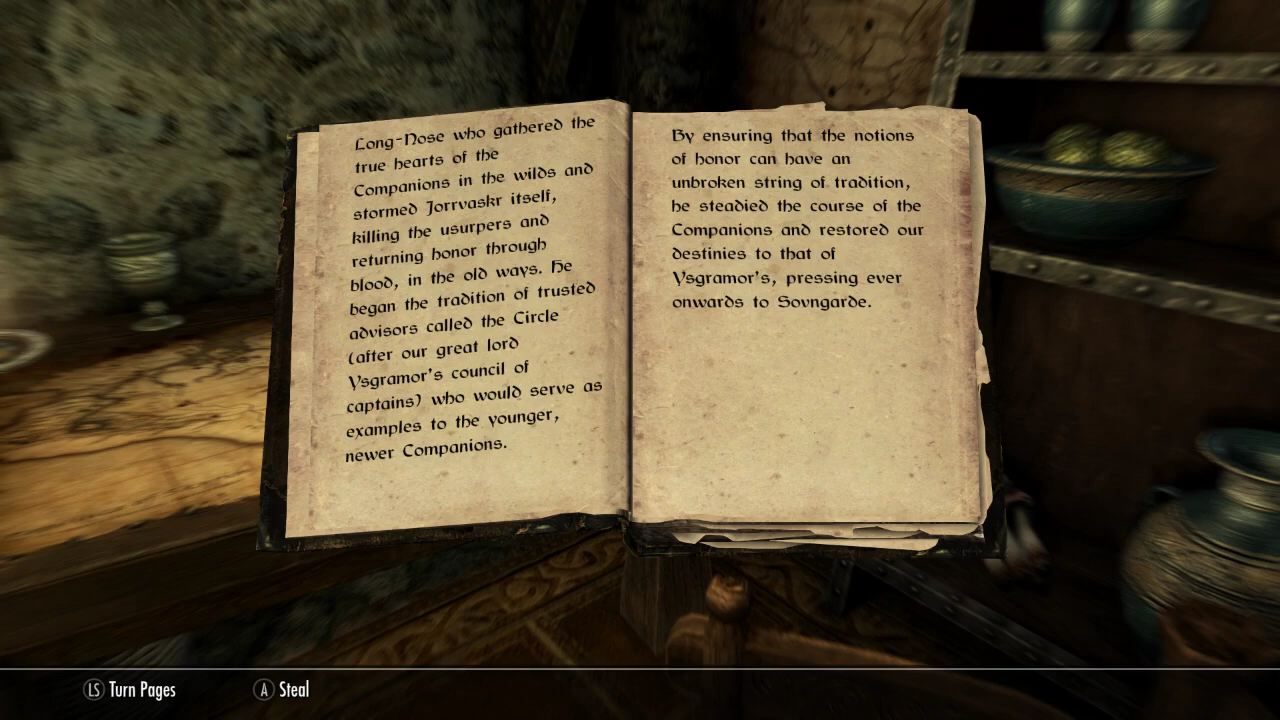 Long-Nose who gathered the
true hearts of the
Companions in the wilds and
stormed Jorrvaskr itself,
killing the usurpers and
returning honor through
blood, in the old ways. He
began the tradition of trusted
advisors called the Circle
(after our great lord
Ysgramor's council of
captains) who would serve as
examples to the younger,
newer Companions.
By ensuring that the notions
of honor can have an
unbroken string of tradition,
he steadied the course of the
Companions and restored our
destinies to that of
Ysgramor's, pressing ever
onwards to Sovngarde.
LS Turn Pages
A Steal